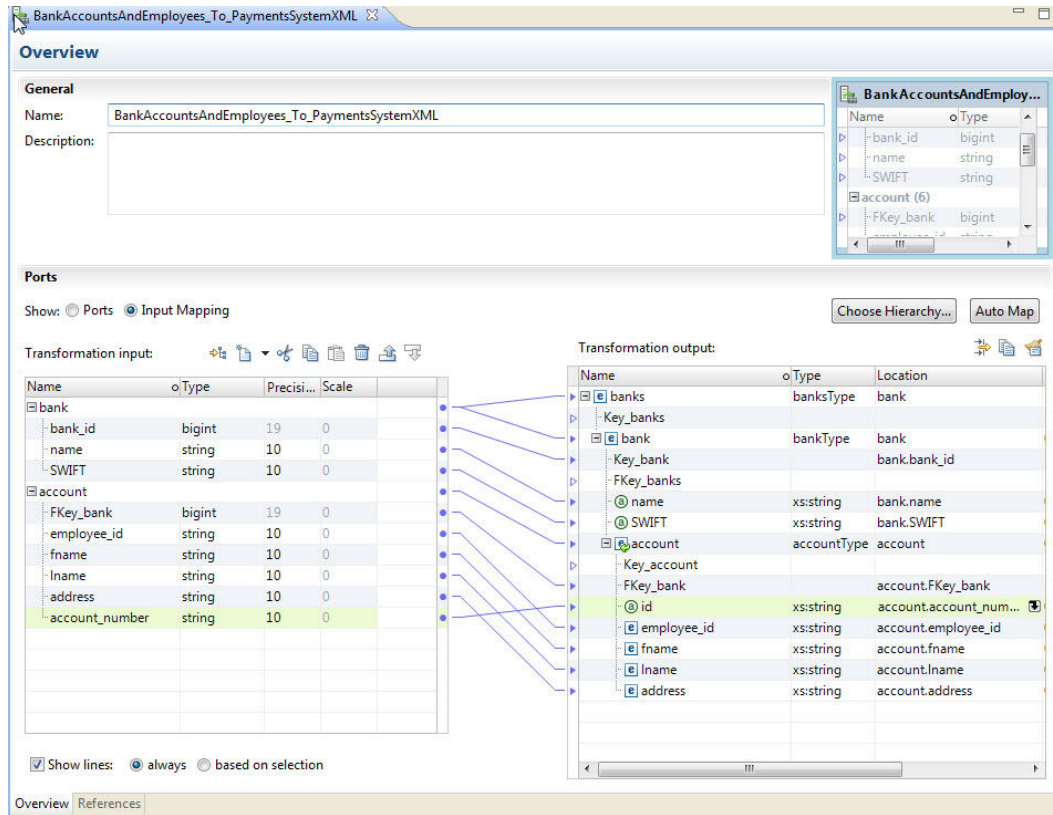 BankAccountsAndEmployees_To_PaymentsSystemXML
Overview
General
Name: BankAccountsAndEmployees_To_PaymentsSystemXML
Description:
BankAccountsAndEmploy...
Name Type
bank_id bigint
name string
SWIFT string
account (6)
FKey_bank bigint
Ports
Show: Ports Input Mapping
Choose Hierarchy... Auto Map
Transformation input:
Name Type Precisi... Scale
bank
bank_id bigint 19 0
name string 10 0
SWIFT string 10 0
account
FKey_bank bigint 19 0
employee_id string 10 0
fname string 10 0
lname string 10 0
address string 10 0
account_number string 10 0
Transformation output:
Name Type Location
e banks banksType bank
Key_banks
e bank bankType bank
Key_bank bank.bank_id
FKey_banks
a name xs:string bank.name
a SWIFT xs:string bank.SWIFT
e account accountType account
Key_account
FKey_bank account.FKey_bank
a id xs:string account.account_num...
e employee_id xs:string account.employee_id
e fname xs:string account.fname
e lname xs:string account.lname
e address xs:string account.address
Show lines: always based on selection
Overview References